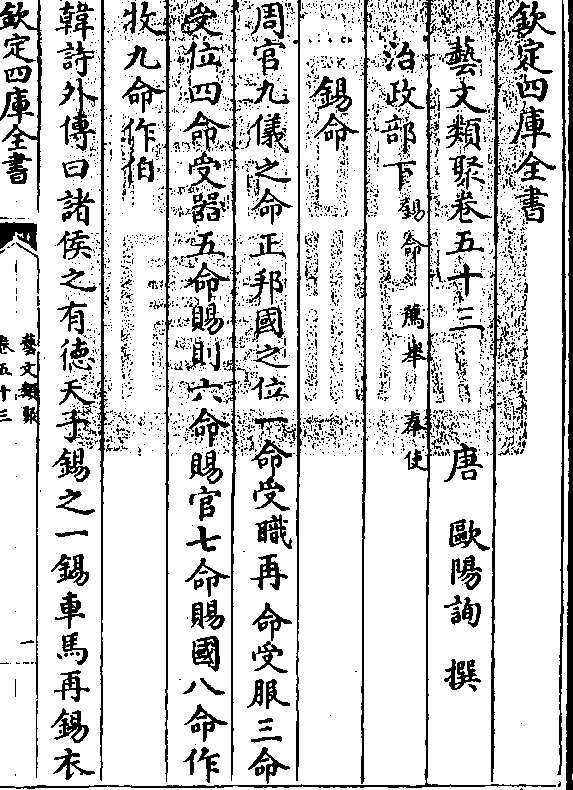 欽定四庫全書
藝文類聚卷五十三 唐 歐陽詢 撰
治政部下 錫命 薦舉 奉使
錫命
周官九儀之命正邦國之位一命受職再命受服三命
受位四命受器五命賜則六命賜官七命賜國八命作
牧九命作伯
韓詩外傳曰諸侯之有徳天子錫之一錫車馬再錫衣
欽定四庫全書
藝文類聚
卷五十三
一